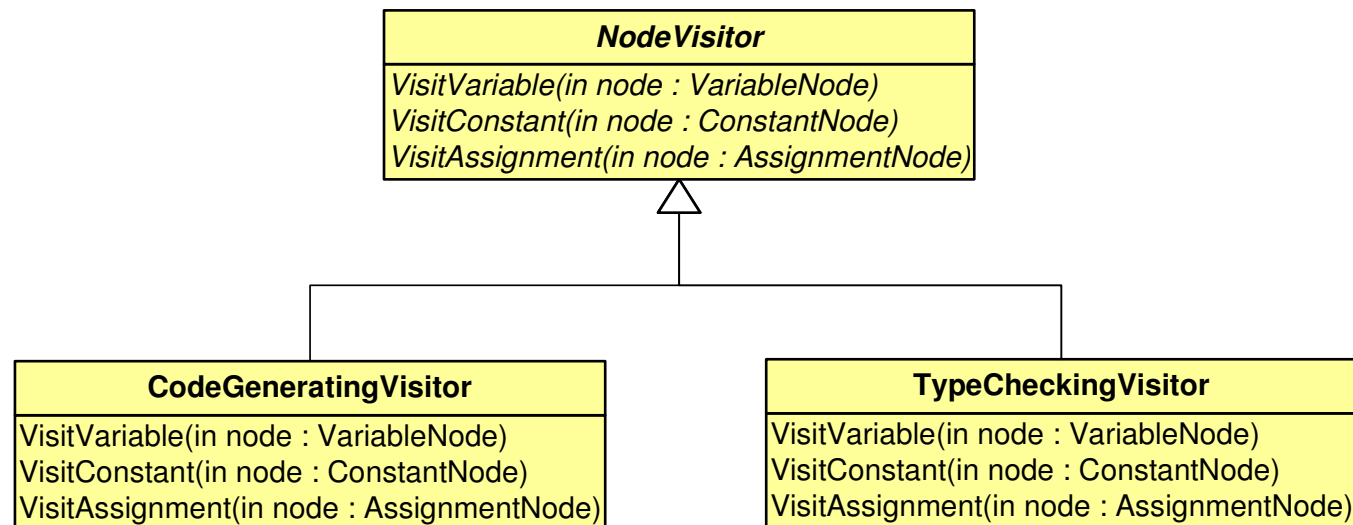 NodeVisitor
VisitVariable(in node : VariableNode)
VisitConstant(in node : ConstantNode)
VisitAssignment(in node : AssignmentNode)
CodeGeneratingVisitor
VisitVariable(in node : VariableNode)
VisitConstant(in node : ConstantNode)
VisitAssignment(in node : AssignmentNode)
TypeCheckingVisitor
VisitVariable(in node : VariableNode)
VisitConstant(in node : ConstantNode)
VisitAssignment(in node : AssignmentNode)